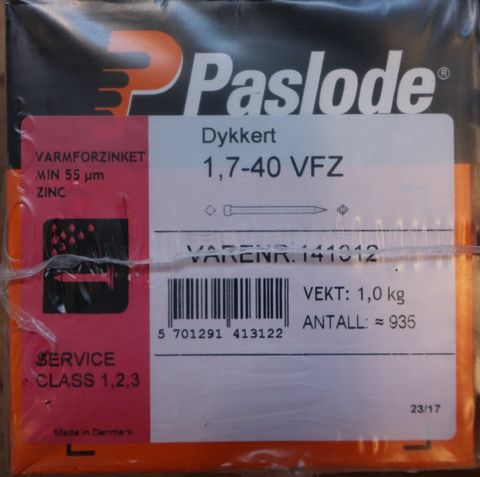 Paslode®
Dykkert
1,7-40 VFZ
VARMFORZINKET
MIN 55 µm
ZINC
VARENR.141312
VEKT: 1,0 kg
ANTALL: ≈ 935
5 701291 413122
SERVICE
CLASS 1,2,3
23/17
Made in Denmark